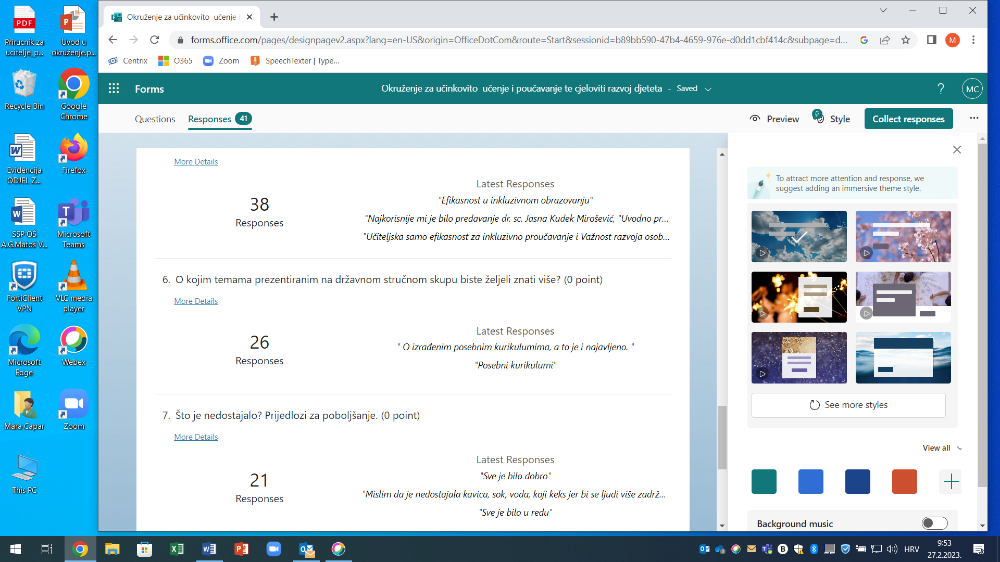 Prirucnik za
ucitelje_p...
Uvod u
okruženje.p...
Recycle Bin
Google
Chrome
Evidencija
ODJEL Z...
Firefox
SSP OŠ
A.G.Matoš V...
Microsoft
Teams
FortiClient
VPN
VLC media
player
Microsoft
Edge
Webex
Mara Capar
Zoom
This PC
Okruženje za učinkovito učenje i
forms.office.com/pages/designpagev2.aspx?lang=en-US&origin=OfficeDotCom&route=Start&sessionid=b89bb590-47b4-4659-976e-d0dd1cbf414c&subpage=d...
M
Centrix
O365
Zoom
SpeechTexter | Type...
Forms
Okruženje za učinkovito učenje i poučavanje te cjeloviti razvoj djeteta - Saved
?
MC
Questions
Responses 41
Preview
Style
Collect responses
More Details
38
Responses
Latest Responses
"Efikasnost u inkluzivnom obrazovanju"
"Najkorisnije mi je bilo predavanje dr. sc. Jasna Kudek Mirošević, "Uvodno pr...
"Učiteljska samo efikasnost za inkluzivno proučavanje i Važnost razvoja osob...
6. O kojim temama prezentiranim na državnom stručnom skupu biste željeli znati više? (0 point)
More Details
26
Responses
Latest Responses
" O izrađenim posebnim kurikulumima, a to je i najavljeno. "
"Posebni kurikulumi"
7. Što je nedostajalo? Prijedlozi za poboljšanje. (0 point)
More Details
21
Responses
Latest Responses
"Sve je bilo dobro"
"Mislim da je nedostajala kavica, sok, voda, koji keks jer bi se ljudi više zadrž...
"Sve je bilo u redu"
To attract more attention and response, we
suggest adding an immersive theme style.
See more styles
View all
Background music
HRV
9:53
27.2.2023.